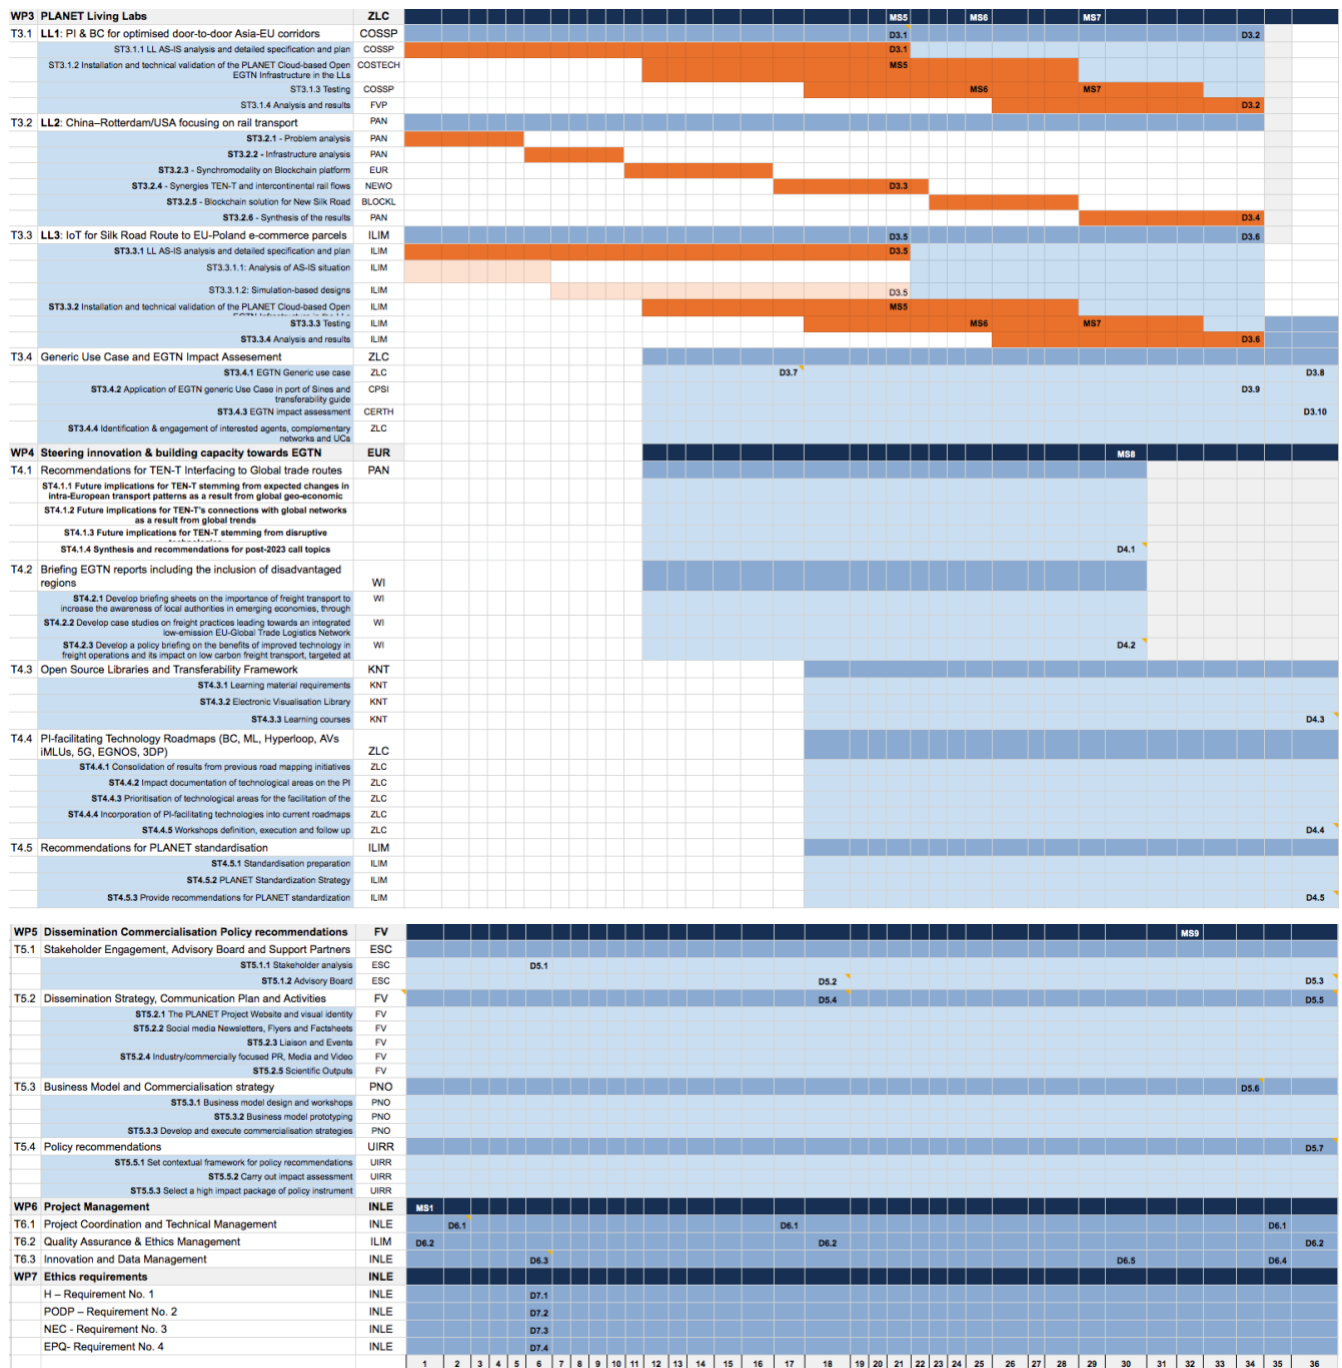 WP3 PLANET Living Labs ZLC MS5 MS6 MS7
T3.1 LL1: PI & BC for optimised door-to-door Asia-EU corridors COSSP D3.1 D3.2
ST3.1.1 LL AS-IS analysis and detailed specification and plan COSSP D3.1
ST3.1.2 Installation and technical validation of the PLANET Cloud-based Open COSTECH MS5
EGTN Infrastructure in the LLs
ST3.1.3 Testing COSSP MS6 MS7
ST3.1.4 Analysis and results FVP D3.2
T3.2 LL2: China–Rotterdam/USA focusing on rail transport PAN
ST3.2.1 - Problem analysis PAN
ST3.2.2 - Infrastructure analysis PAN
ST3.2.3 - Synchromodality on Blockchain platform EUR
ST3.2.4 - Synergies TEN-T and intercontinental rail flows NEWO D3.3
ST3.2.5 - Blockchain solution for New Silk Road BLOCKL
ST3.2.6 - Synthesis of the results PAN D3.4
T3.3 LL3: IoT for Silk Road Route to EU-Poland e-commerce parcels ILIM D3.5 D3.6
ST3.3.1 LL AS-IS analysis and detailed specification and plan ILIM D3.5
ST3.3.1.1: Analysis of AS-IS situation ILIM
ST3.3.1.2: Simulation-based designs ILIM D3.5
ST3.3.2 Installation and technical validation of the PLANET Cloud-based Open ILIM MS5
ST3.3.3 Testing ILIM MS6 MS7
ST3.3.4 Analysis and results ILIM D3.6
T3.4 Generic Use Case and EGTN Impact Assesement ZLC
ST3.4.1 EGTN Generic use case ZLC D3.7 D3.8
ST3.4.2 Application of EGTN generic Use Case in port of Sines and CPSI D3.9
transferability guide
ST3.4.3 EGTN impact assessment CERTH D3.10
ST3.4.4 Identification & engagement of interested agents, complementary ZLC
networks and UCs
WP4 Steering innovation & building capacity towards EGTN EUR MS8
T4.1 Recommendations for TEN-T Interfacing to Global trade routes PAN
ST4.1.1 Future implications for TEN-T stemming from expected changes in
intra-European transport patterns as a result from global geo-economic
ST4.1.2 Future implications for TEN-T's connections with global networks
as a result from global trends
ST4.1.3 Future implications for TEN-T stemming from disruptive
ST4.1.4 Synthesis and recommendations for post-2023 call topics D4.1
T4.2 Briefing EGTN reports including the inclusion of disadvantaged
regions WI
ST4.2.1 Develop briefing sheets on the importance of freight transport to WI
increase the awareness of local authorities in emerging economies, through
ST4.2.2 Develop case studies on freight practices leading towards an integrated WI
low-emission EU-Global Trade Logistics Network
ST4.2.3 Develop a policy briefing on the benefits of improved technology in WI D4.2
freight operations and its impact on low carbon freight transport, targeted at
T4.3 Open Source Libraries and Transferability Framework KNT
ST4.3.1 Learning material requirements KNT
ST4.3.2 Electronic Visualisation Library KNT
ST4.3.3 Learning courses KNT D4.3
T4.4 PI-facilitating Technology Roadmaps (BC, ML, Hyperloop, AVs
iMLUs, 5G, EGNOS, 3DP) ZLC
ST4.4.1 Consolidation of results from previous road mapping initiatives ZLC
ST4.4.2 Impact documentation of technological areas on the PI ZLC
ST4.4.3 Prioritisation of technological areas for the facilitation of the ZLC
ST4.4.4 Incorporation of PI-facilitating technologies into current roadmaps ZLC
ST4.4.5 Workshops definition, execution and follow up ZLC D4.4
T4.5 Recommendations for PLANET standardisation ILIM
ST4.5.1 Standardisation preparation ILIM
ST4.5.2 PLANET Standardization Strategy ILIM
ST4.5.3 Provide recommendations for PLANET standardization ILIM D4.5
WP5 Dissemination Commercialisation Policy recommendations FV MS9
T5.1 Stakeholder Engagement, Advisory Board and Support Partners ESC
ST5.1.1 Stakeholder analysis ESC D5.1
ST5.1.2 Advisory Board ESC D5.2 D5.3
T5.2 Dissemination Strategy, Communication Plan and Activities FV D5.4 D5.5
ST5.2.1 The PLANET Project Website and visual identity FV
ST5.2.2 Social media Newsletters, Flyers and Factsheets FV
ST5.2.3 Liaison and Events FV
ST5.2.4 Industry/commercially focused PR, Media and Video FV
ST5.2.5 Scientific Outputs FV
T5.3 Business Model and Commercialisation strategy PNO D5.6
ST5.3.1 Business model design and workshops PNO
ST5.3.2 Business model prototyping PNO
ST5.3.3 Develop and execute commercialisation strategies PNO
T5.4 Policy recommendations UIRR D5.7
ST5.5.1 Set contextual framework for policy recommendations UIRR
ST5.5.2 Carry out impact assessment UIRR
ST5.5.3 Select a high impact package of policy instrument UIRR
WP6 Project Management INLE MS1
T6.1 Project Coordination and Technical Management INLE D6.1 D6.1 D6.1
T6.2 Quality Assurance & Ethics Management ILIM D6.2 D6.2 D6.2
T6.3 Innovation and Data Management INLE D6.3 D6.5 D6.4
WP7 Ethics requirements INLE
H – Requirement No. 1 INLE D7.1
PODP – Requirement No. 2 INLE D7.2
NEC - Requirement No. 3 INLE D7.3
EPQ- Requirement No. 4 INLE D7.4
1 2 3 4 5 6 7 8 9 10 11 12 13 14 15 16 17 18 19 20 21 22 23 24 25 26 27 28 29 30 31 32 33 34 35 36